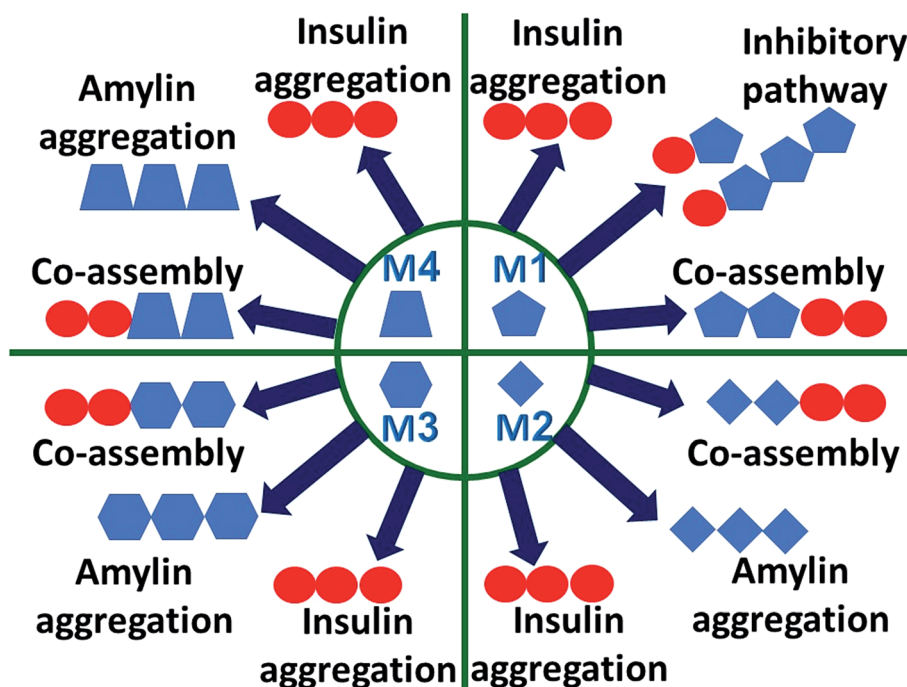 Insulin
aggregation
Insulin
aggregation
Inhibitory
pathway
Amylin
aggregation
Co-assembly
M4
M1
Co-assembly
Co-assembly
M3
M2
Co-assembly
Amylin
aggregation
Insulin
aggregation
Insulin
aggregation
Amylin
aggregation